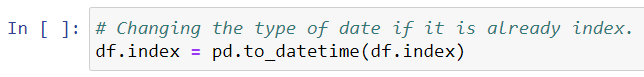 In [ ]: # Changing the type of date if it is already index.
df.index = pd.to_datetime(df.index)